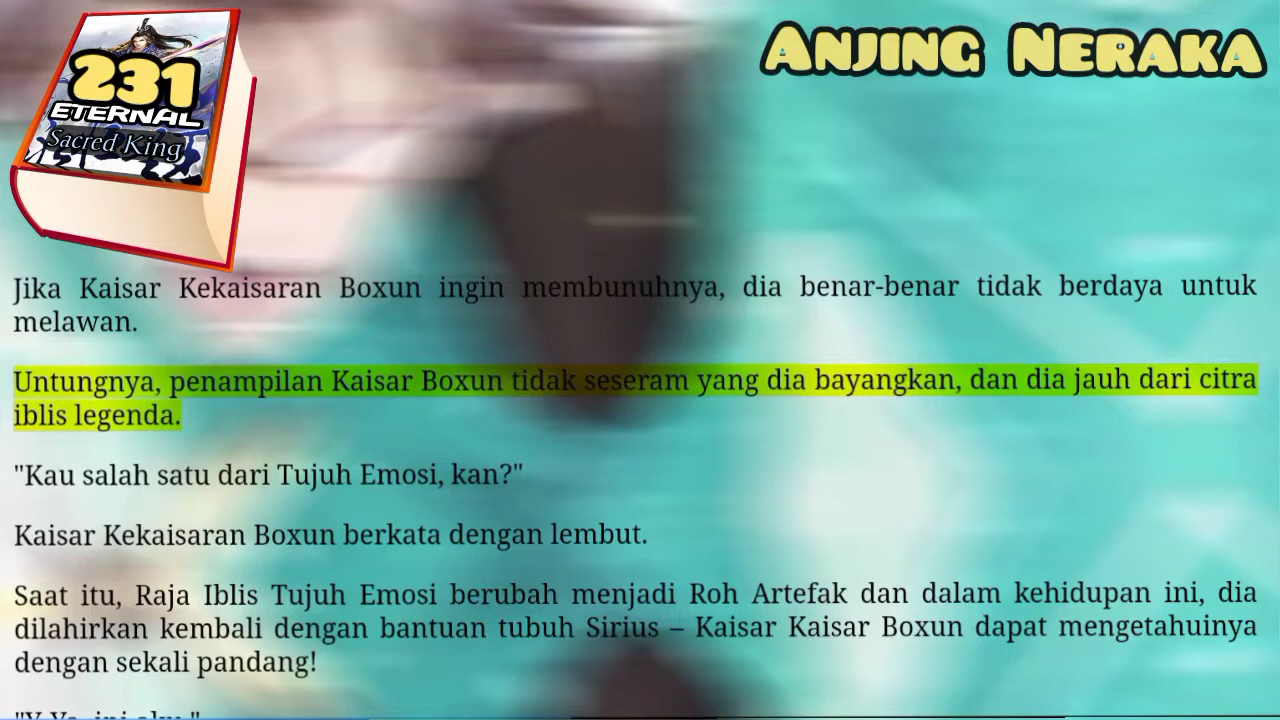 231
ETERNAL
Sacred King
ANJING NERAKA
Jika Kaisar Kekaisaran Boxun ingin membunuhnya, dia benar-benar tidak berdaya untuk
melawan.
Untungnya, penampilan Kaisar Boxun tidak seseram yang dia bayangkan, dan dia jauh dari citra
iblis legenda.
"Kau salah satu dari Tujuh Emosi, kan?"
Kaisar Kekaisaran Boxun berkata dengan lembut.
Saat itu, Raja Iblis Tujuh Emosi berubah menjadi Roh Artefak dan dalam kehidupan ini, dia
dilahirkan kembali dengan bantuan tubuh Sirius – Kaisar Kaisar Boxun dapat mengetahuinya
dengan sekali pandang!